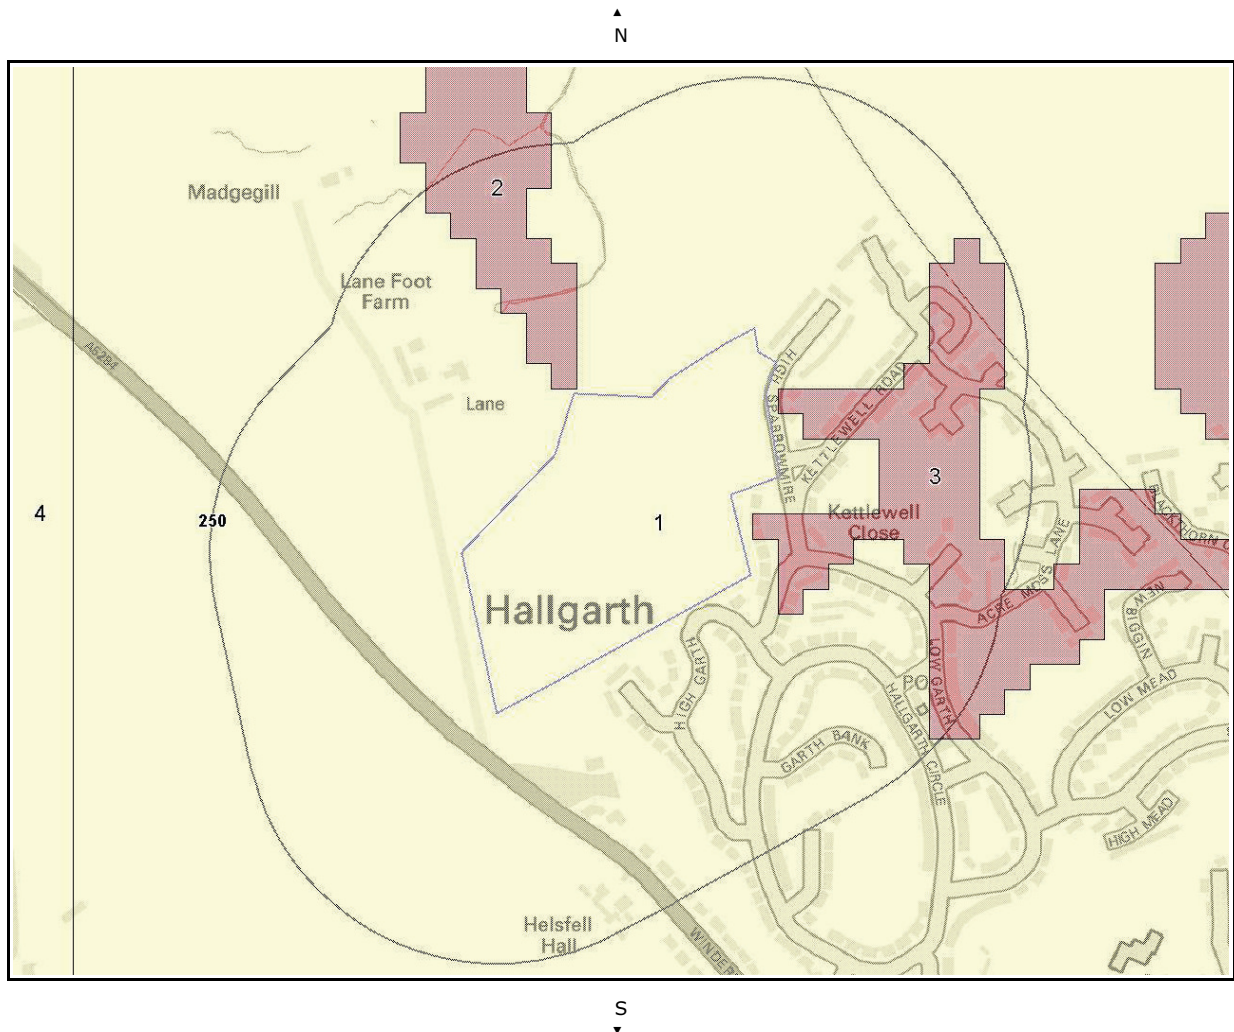 N
2
Madgegill
Lane Foot
Farm
A5284
Lane
HIGH
SPARROWMIRE
KETTLEWELL ROAD
3
4
250
1
Kettlewell
Close
BLACKTHORN C
Hallgarth
ACRE MOSS LANE
NEW BIGGIN
HIGH GARTH
LOW GARTH
PO
HALLGARTH CIRCLE
LOW MEAD
GARTH BANK
HIGH MEAD
Helsfell
Hall
WINDER
S